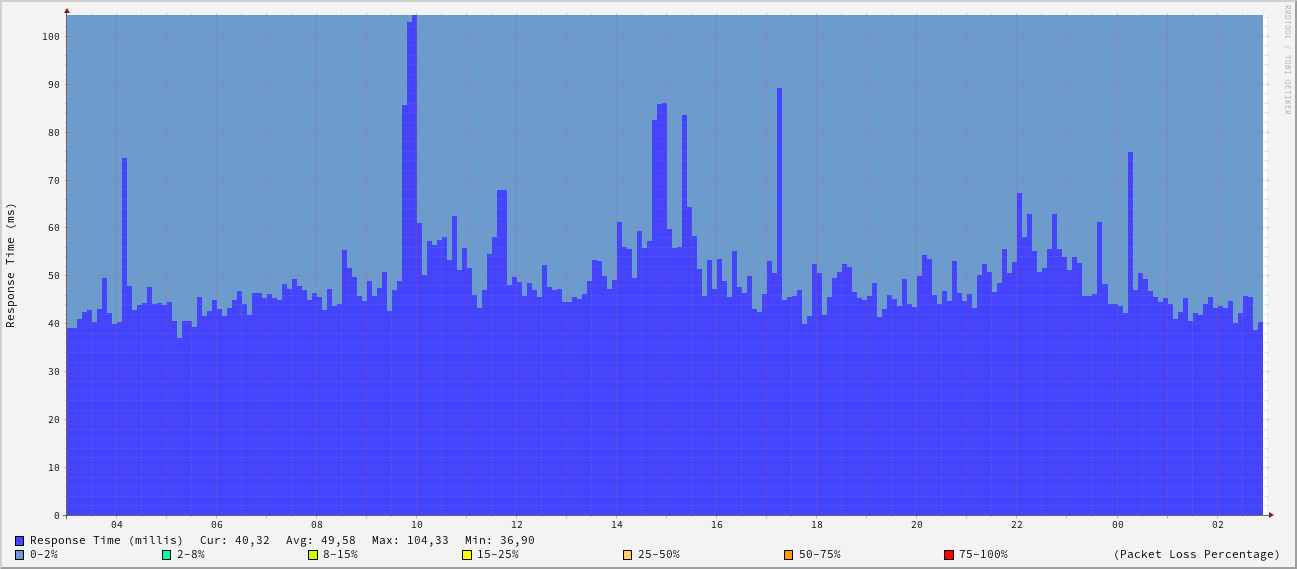 RRDTOOL / TOBI OETIKER
Response Time (ms)
100
90
80
70
60
50
40
30
20
10
0
04 06 08 10 12 14 16 18 20 22 00 02
Response Time (millis) Cur: 40,32 Avg: 49,58 Max: 104,33 Min: 36,90
0-2% 2-8% 8-15% 15-25% 25-50% 50-75% 75-100% (Packet Loss Percentage)